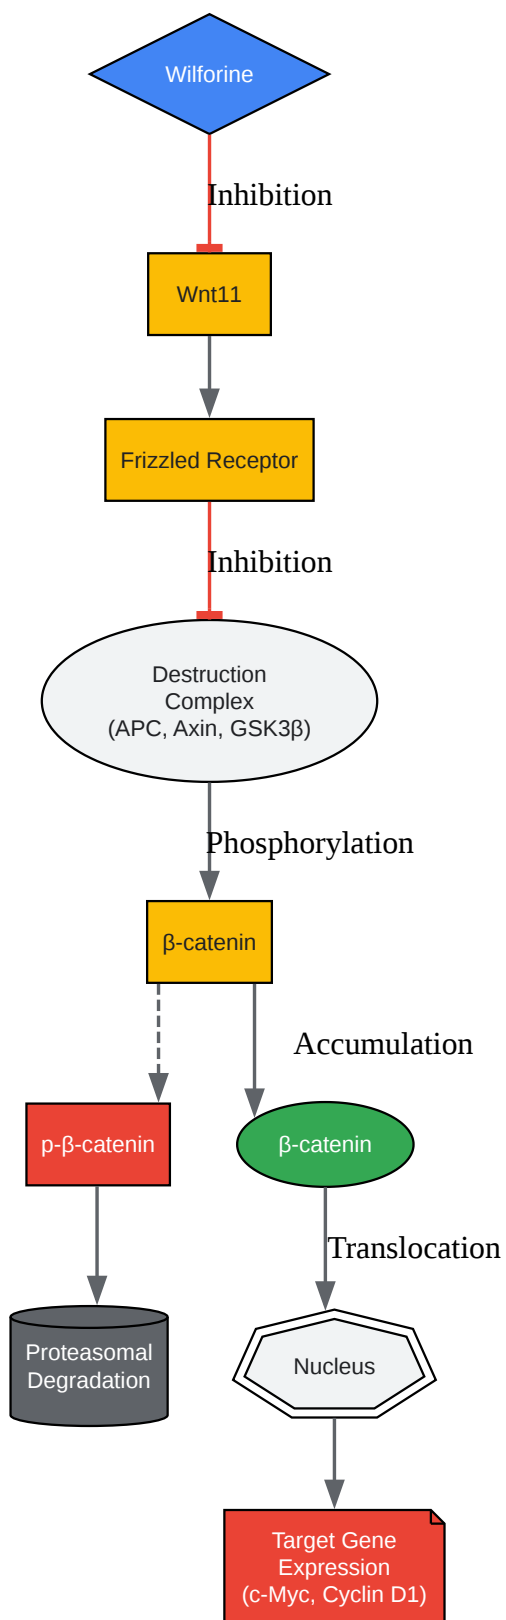 Wilforine
Inhibition
Wnt11
Frizzled Receptor
Inhibition
Destruction
Complex
(APC, Axin, GSK3β)
Phosphorylation
β-catenin
Accumulation
p-β-catenin
β-catenin
Translocation
Proteasomal
Degradation
Nucleus
Target Gene
Expression
(c-Myc, Cyclin D1)